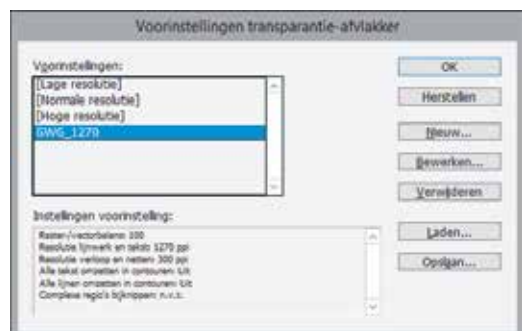 Voorinstellingen transparantie-afvlakker
Voorinstellingen:
[Lage resolutie]
[Normale resolutie]
[Hoge resolutie]
GWG_1270
OK
Herstellen
Nieuw...
Bewerken...
Verwijderen
Laden...
Opslaan...
Instellingen voorinstelling:
Raster-/vectorbalans: 100
Resolutie lijnwerk en tekst: 1270 ppi
Resolutie verloop en netten: 300 ppi
Alle tekst omzetten in contouren: Uit
Alle lijnen omzetten in contouren: Uit
Complexe regio's bijknippen: n.v.t.